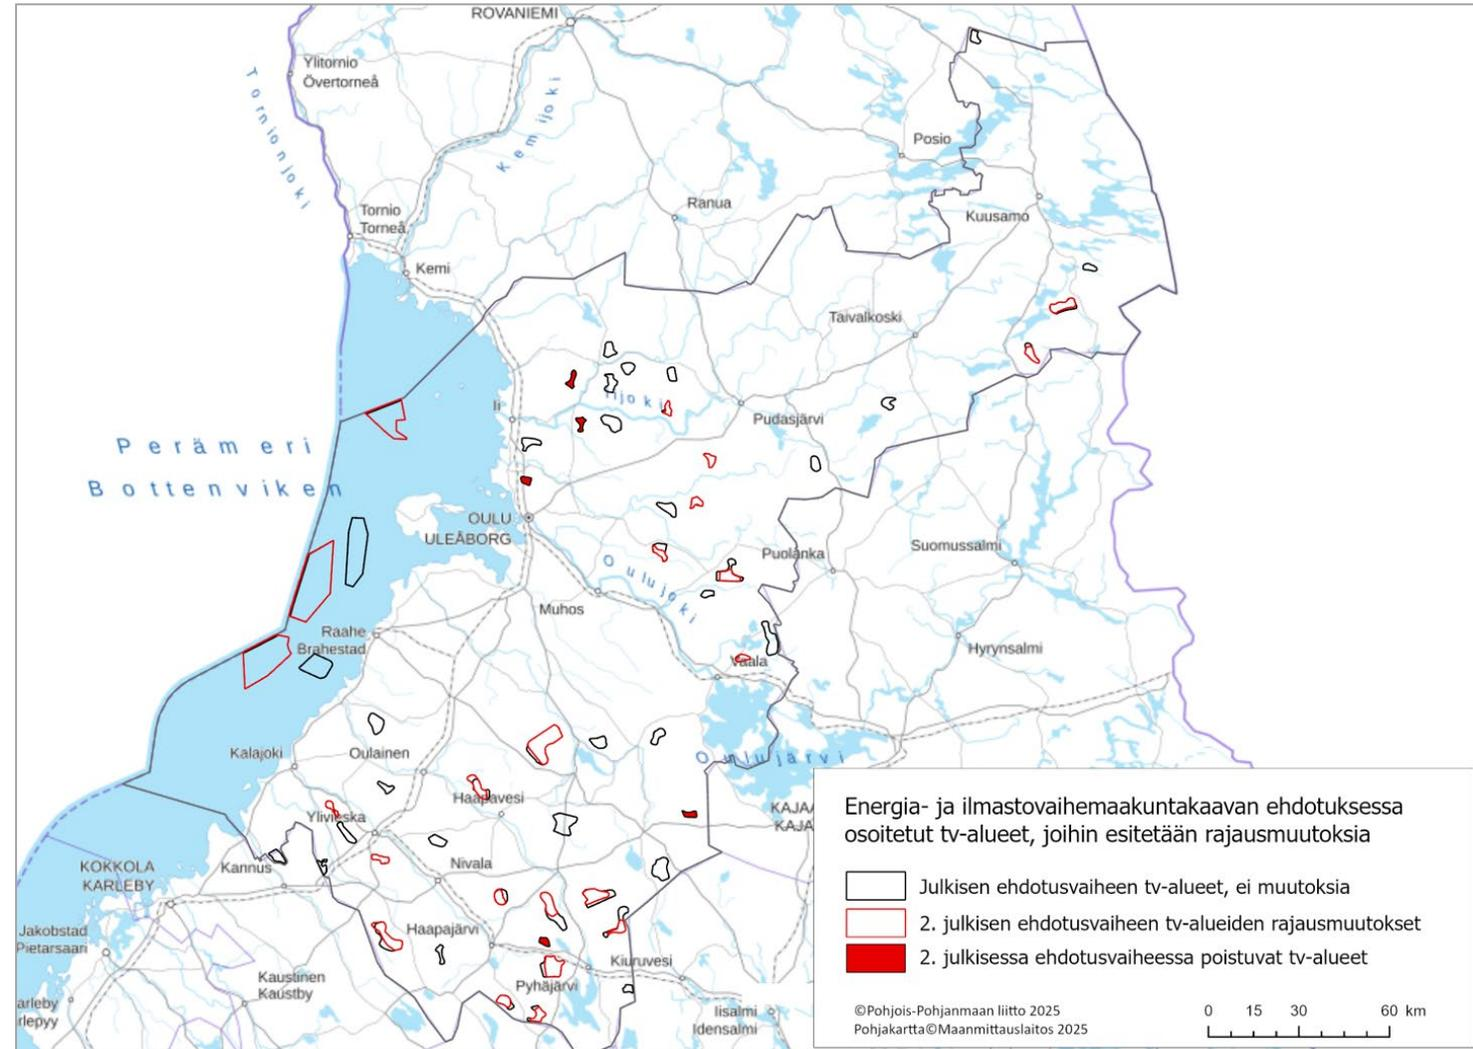 ROVANIEMI
Ylitornio
Övertorneå
Tornionjoki
Kemijoki
Posio
Tornio
Torneå
Ranua
Kuusamo
Kemi
Taivalkoski
Ii
Iijoki
Pudasjärvi
Perämeri
Bottenviken
OULU
ULEÅBORG
Oulujoki
Puolanka
Suomussalmi
Muhos
Raahe
Brahestad
Vaala
Hyrynsalmi
Kalajoki
Oulainen
Oulujärvi
Haapavesi
Ylivieska
KAJAA
KAJA
KOKKOLA
KARLEBY
Kannus
Nivala
Jakobstad
Pietarsaari
Haapajärvi
Kiuruvesi
Kaustinen
Kaustby
Pyhäjärvi
arleby
rlepyy
Iisalmi
Idensalmi
Energia- ja ilmastovaihemaakuntakaavan ehdotuksessa
osoitetut tv-alueet, joihin esitetään rajausmuutoksia
Julkisen ehdotusvaiheen tv-alueet, ei muutoksia
2. julkisen ehdotusvaiheen tv-alueiden rajausmuutokset
2. julkisessa ehdotusvaiheessa poistuvat tv-alueet
©Pohjois-Pohjanmaan liitto 2025
Pohjakartta©Maanmittauslaitos 2025
0 15 30 60 km